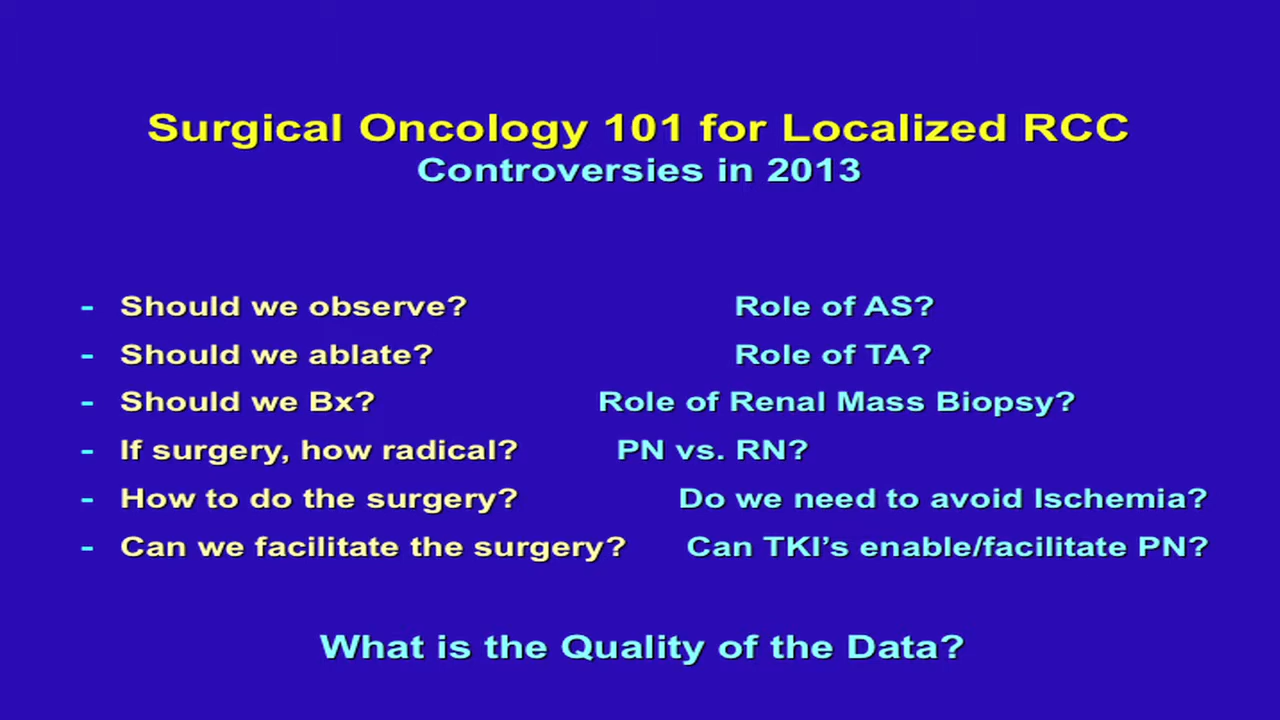 Surgical Oncology 101 for Localized RCC
Controversies in 2013
- Should we observe? Role of AS?
- Should we ablate? Role of TA?
- Should we Bx? Role of Renal Mass Biopsy?
- If surgery, how radical? PN vs. RN?
- How to do the surgery? Do we need to avoid Ischemia?
- Can we facilitate the surgery? Can TKI’s enable/facilitate PN?
What is the Quality of the Data?